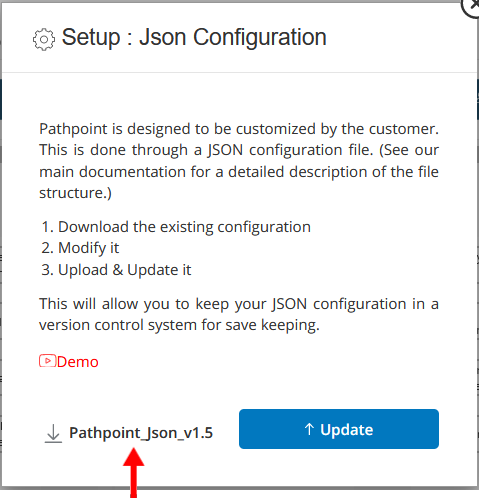 Setup : Json Configuration
Pathpoint is designed to be customized by the customer.
This is done through a JSON configuration file. (See our
main documentation for a detailed description of the file
structure.)
1. Download the existing configuration
2. Modify it
3. Upload & Update it
This will allow you to keep your JSON configuration in a
version control system for save keeping.
Demo
Pathpoint_Json_v1.5
↑ Update